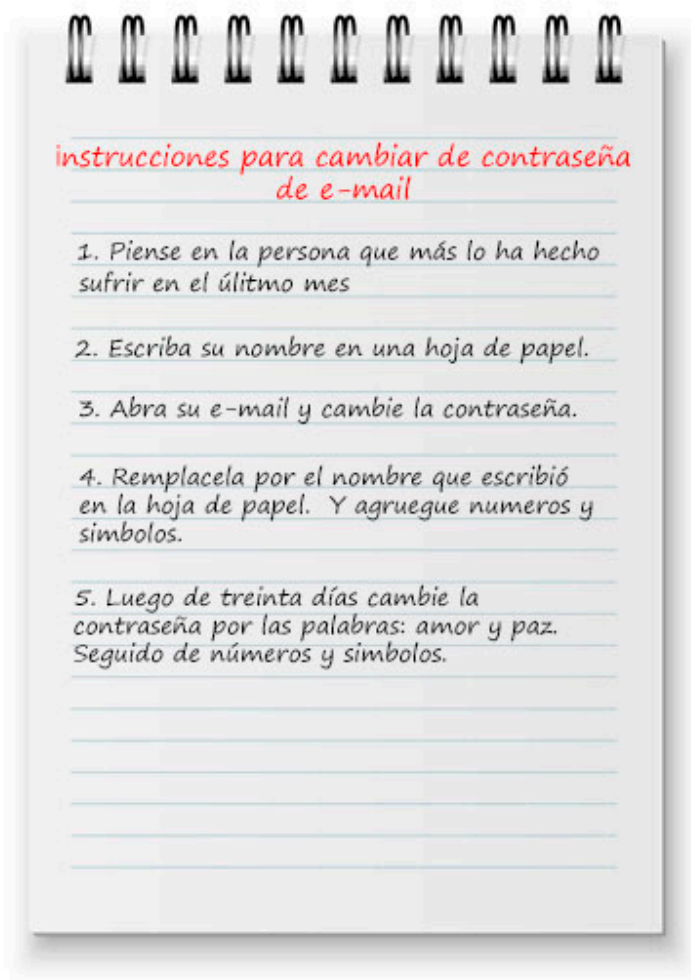 instrucciones para cambiar de contraseña
de e-mail
1. Piense en la persona que más lo ha hecho
sufrir en el úlitmo mes
2. Escriba su nombre en una hoja de papel.
3. Abra su e-mail y cambie la contraseña.
4. Remplacela por el nombre que escribió
en la hoja de papel. Y agruegue numeros y
simbolos.
5. Luego de treinta días cambie la
contraseña por las palabras: amor y paz.
Seguido de números y simbolos.